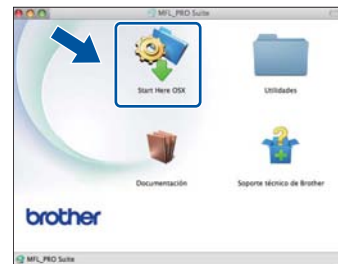 MFL_PRO Suite
Start Here OSX
Utilidades
Documentación
Soporte técnico de Brother
brother
MFL_PRO Suite